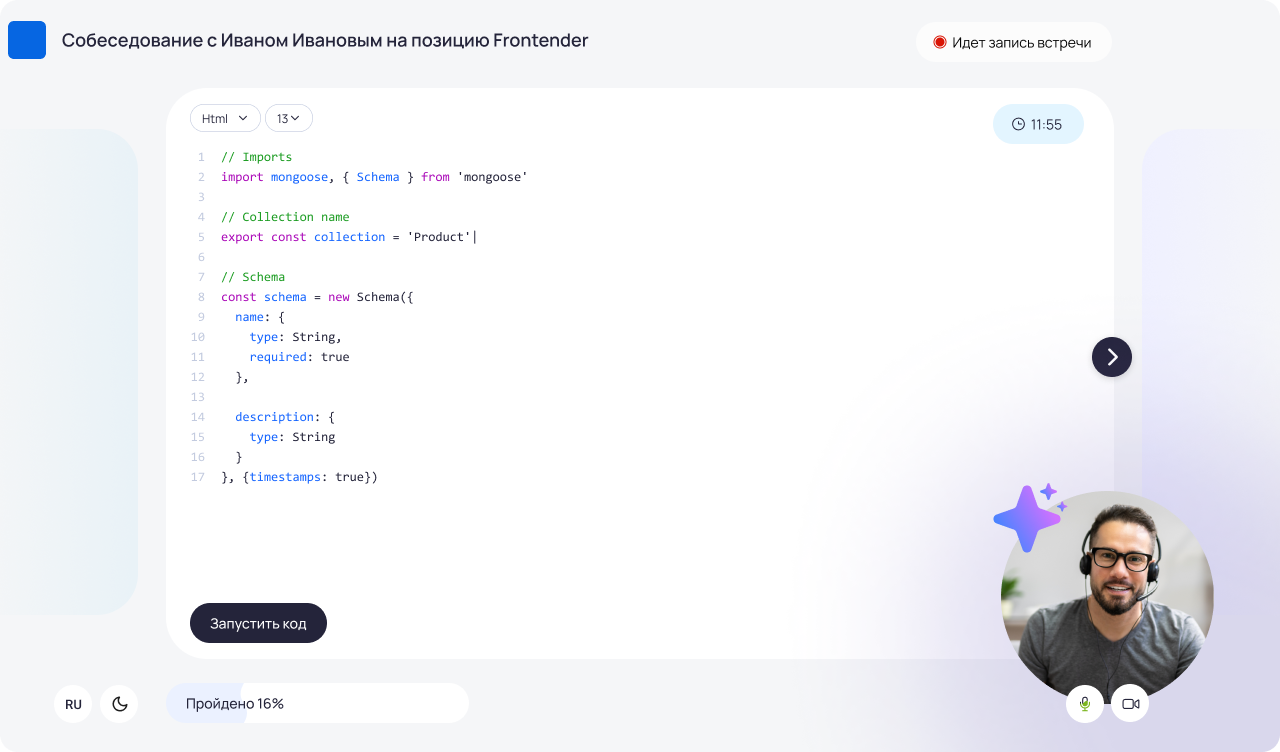 Собеседование с Иваном Ивановым на позицию Frontender
Идет запись встречи
Html 13
11:55
1 // Imports
2 import mongoose, { Schema } from 'mongoose'
3
4 // Collection name
5 export const collection = 'Product'|
6
7 // Schema
8 const schema = new Schema({
9 name: {
10 type: String,
11 required: true
12 },
13
14 description: {
15 type: String
16 }
17 }, {timestamps: true})
Запустить код
RU
Пройдено 16%